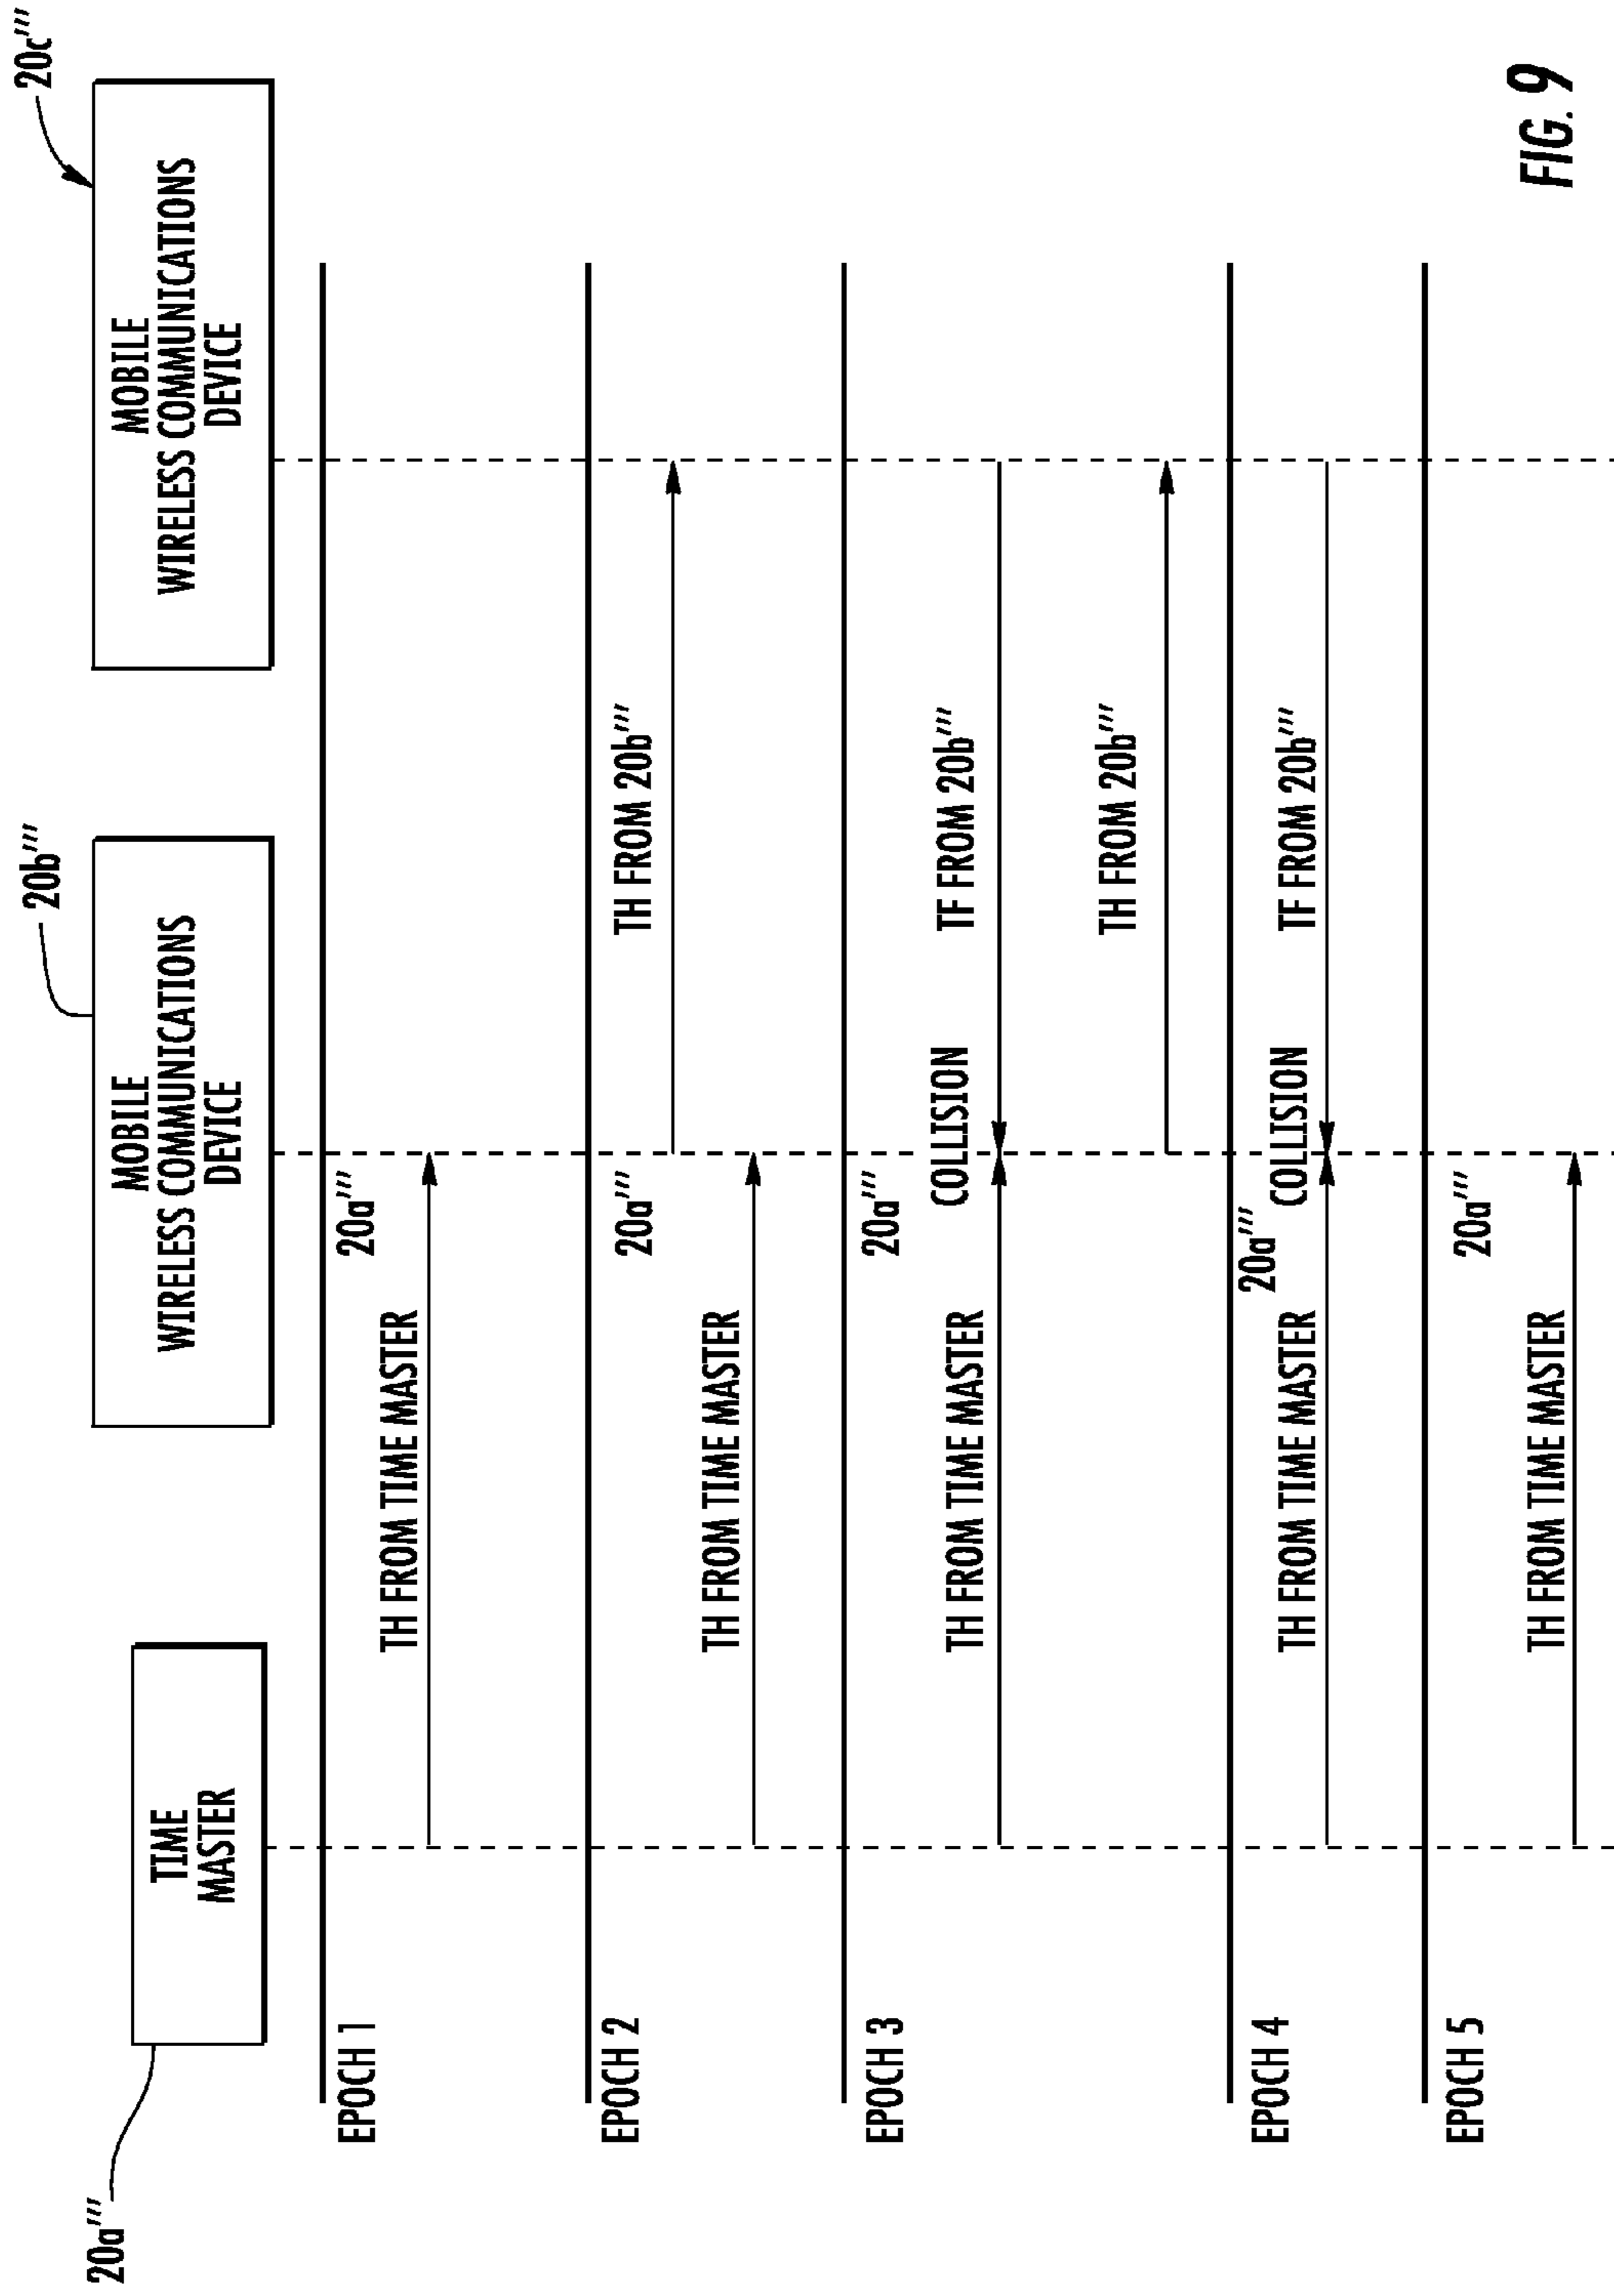 20a'''
TIME
MASTER
20b'''
MOBILE
WIRELESS COMMUNICATIONS
DEVICE
20c'''
MOBILE
WIRELESS COMMUNICATIONS
DEVICE
EPOCH 1
20a'''
TH FROM TIME MASTER
EPOCH 2
20a'''
TH FROM 20b'''
TH FROM TIME MASTER
EPOCH 3
20a'''
COLLISION
TH FROM TIME MASTER
TF FROM 20b'''
TH FROM 20b'''
EPOCH 4
20a'''
COLLISION
TH FROM TIME MASTER
TF FROM 20b'''
EPOCH 5
20a'''
TH FROM TIME MASTER
FIG. 9